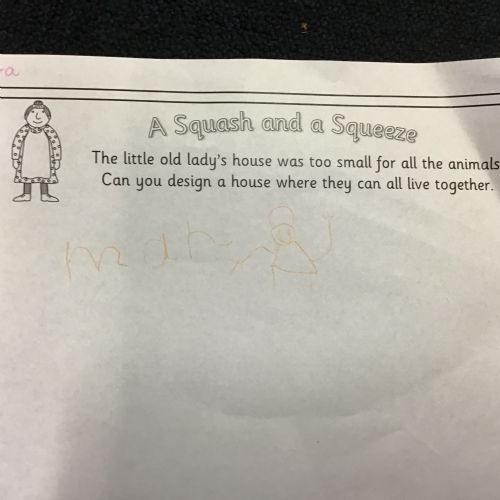 a
A Squash and a Squeeze
The little old lady's house was too small for all the animals
Can you design a house where they can all live together.
man